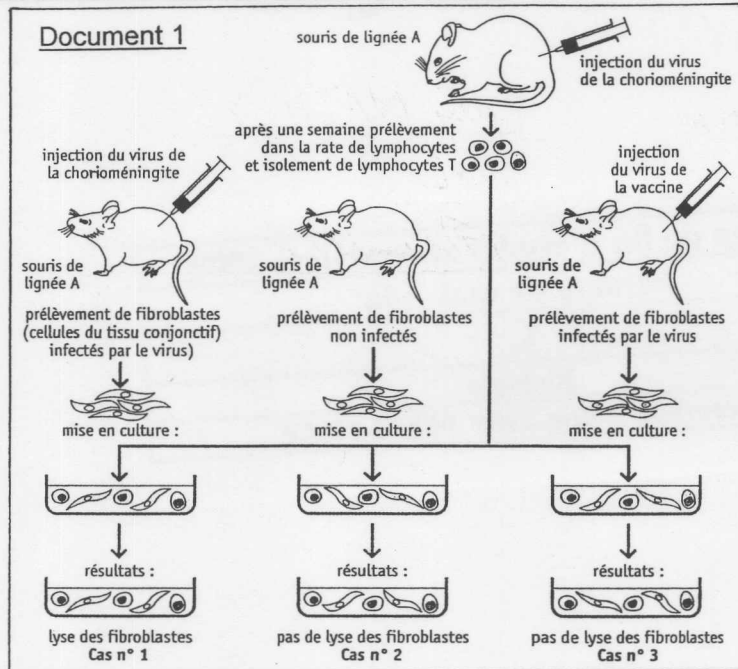 Document 1
souris de lignée A
injection du virus
de la chorioméningite
après une semaine prélèvement
dans la rate de lymphocytes
et isolement de lymphocytes T
injection du virus de
la chorioméningite
injection
du virus de
la vaccine
souris de
lignée A
souris de
lignée A
souris de
lignée A
prélèvement de fibroblastes
(cellules du tissu conjonctif)
infectés par le virus)
prélèvement de fibroblastes
non infectés
prélèvement de fibroblastes
infectés par le virus
mise en culture :
mise en culture :
mise en culture :
résultats :
résultats :
résultats :
lyse des fibroblastes
Cas n° 1
pas de lyse des fibroblastes
Cas n° 2
pas de lyse des fibroblastes
Cas n° 3